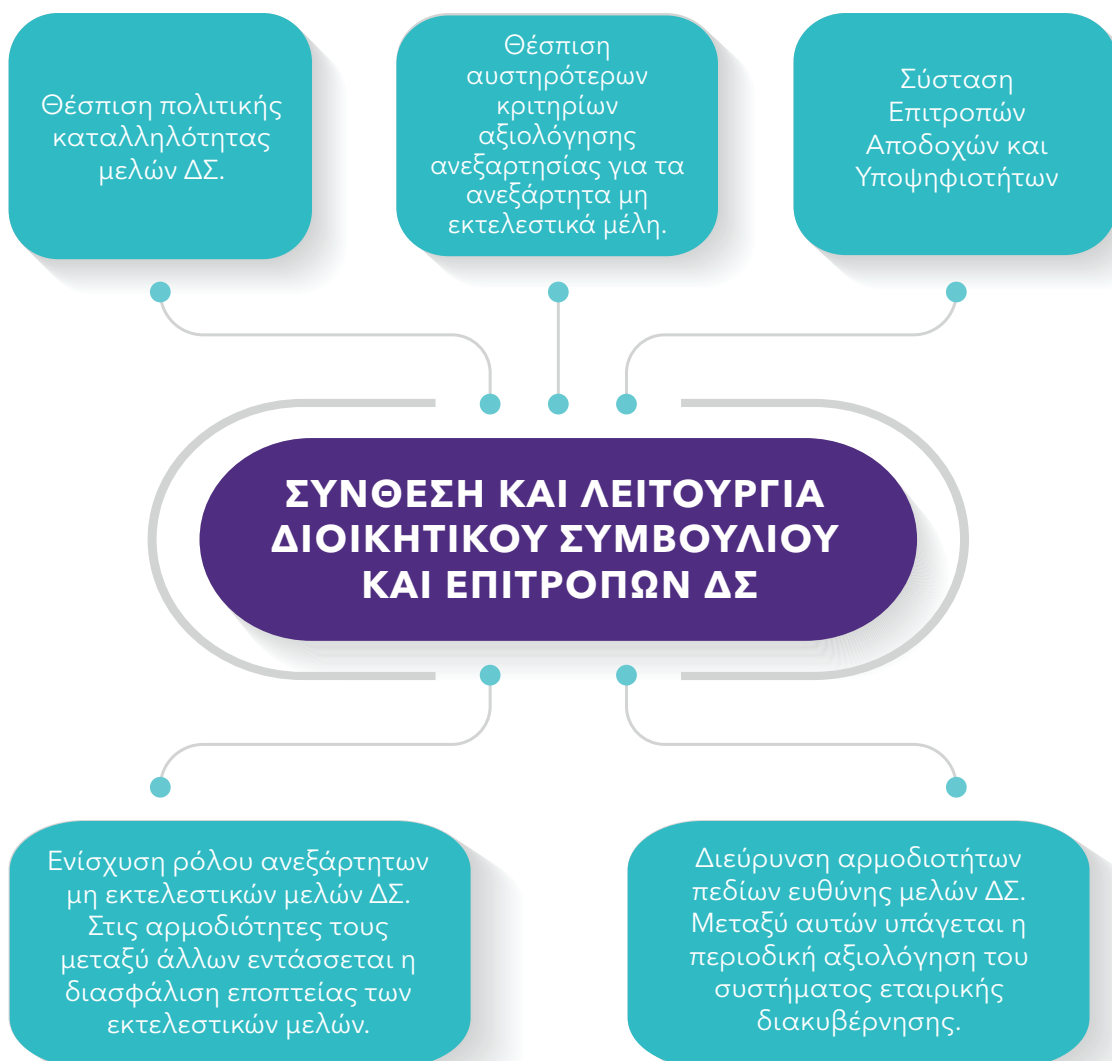 Θέσπιση πολιτικής
καταλληλότητας
μελών ΔΣ.
Θέσπιση
αυστηρότερων
κριτηρίων
αξιολόγησης
ανεξαρτησίας για τα
ανεξάρτητα μη
εκτελεστικά μέλη.
Σύσταση
Επιτροπών
Αποδοχών και
Υποψηφιοτήτων
ΣΥΝΘΕΣΗ ΚΑΙ ΛΕΙΤΟΥΡΓΙΑ
ΔΙΟΙΚΗΤΙΚΟΥ ΣΥΜΒΟΥΛΙΟΥ
ΚΑΙ ΕΠΙΤΡΟΠΩΝ ΔΣ
Ενίσχυση ρόλου ανεξάρτητων
μη εκτελεστικών μελών ΔΣ.
Στις αρμοδιότητες τους
μεταξύ άλλων εντάσσεται η
διασφάλιση εποπτείας των
εκτελεστικών μελών.
Διεύρυνση αρμοδιοτήτων
πεδίων ευθύνης μελών ΔΣ.
Μεταξύ αυτών υπάγεται η
περιοδική αξιολόγηση του
συστήματος εταιρικής
διακυβέρνησης.